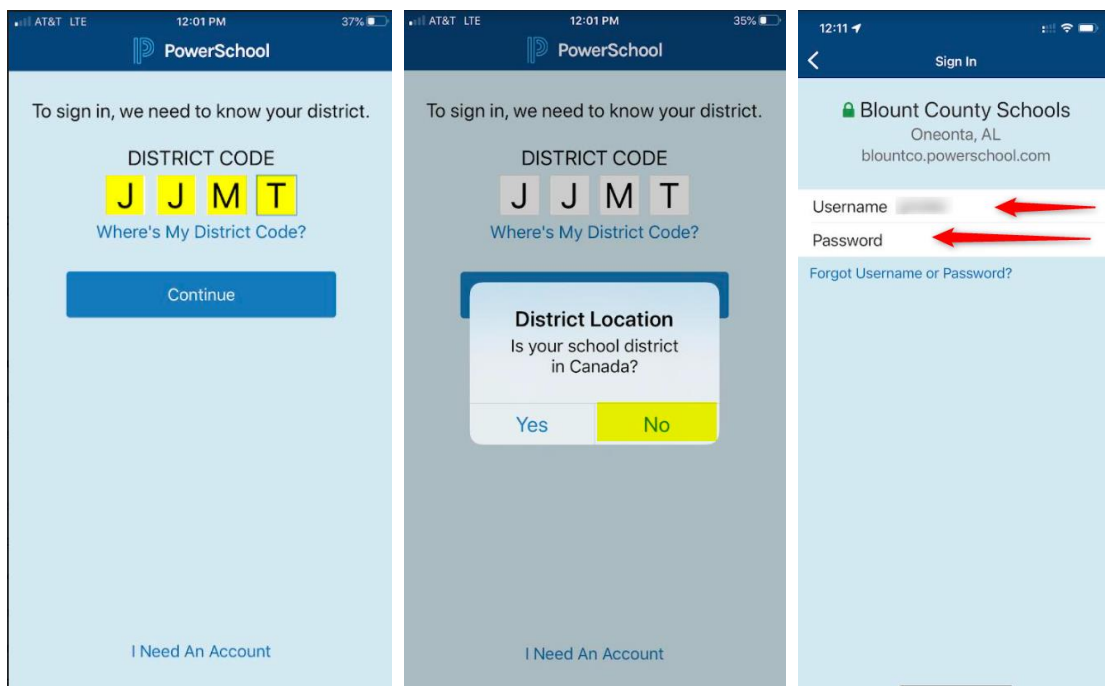 AT&T LTE 12:01 PM 37%
PowerSchool
To sign in, we need to know your district.
DISTRICT CODE
J J M T
Where's My District Code?
Continue
I Need An Account
AT&T LTE 12:01 PM 35%
PowerSchool
To sign in, we need to know your district.
DISTRICT CODE
J J M T
Where's My District Code?
District Location
Is your school district
in Canada?
Yes No
I Need An Account
12:11
Sign In
Blount County Schools
Oneonta, AL
blountco.powerschool.com
Username
Password
Forgot Username or Password?